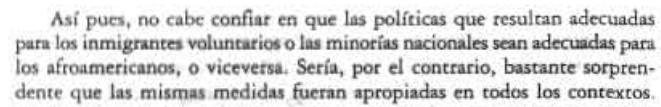 Así pues, no cabe confiar en que las políticas que resultan adecuadas
para los inmigrantes voluntarios o las minorías nacionales sean adecuadas para
los afroamericanos, o viceversa. Sería, por el contrario, bastante sorpren-
dente que las mismas medidas fueran apropiadas en todos los contextos.